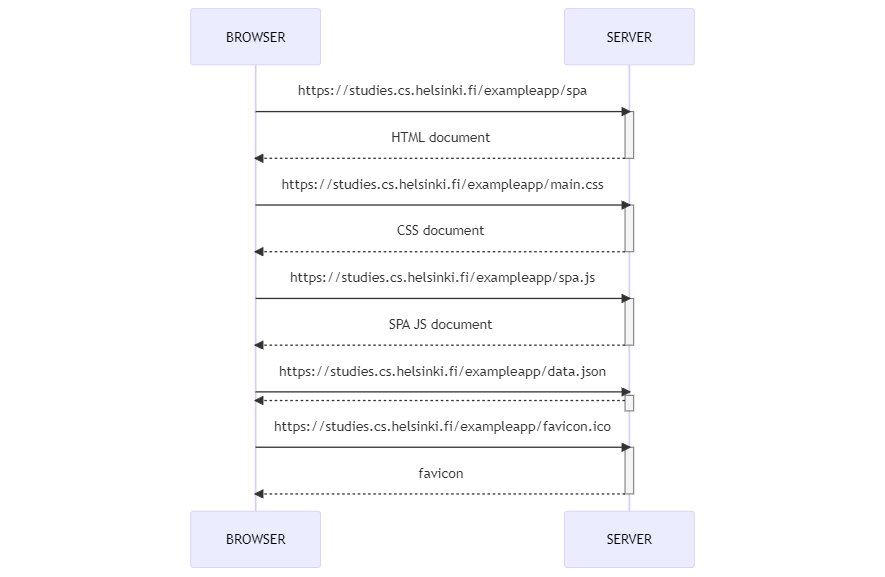 BROWSER SERVER
https://studies.cs.helsinki.fi/exampleapp/spa
HTML document
https://studies.cs.helsinki.fi/exampleapp/main.css
CSS document
https://studies.cs.helsinki.fi/exampleapp/spa.js
SPA JS document
https://studies.cs.helsinki.fi/exampleapp/data.json
https://studies.cs.helsinki.fi/exampleapp/favicon.ico
favicon
BROWSER SERVER